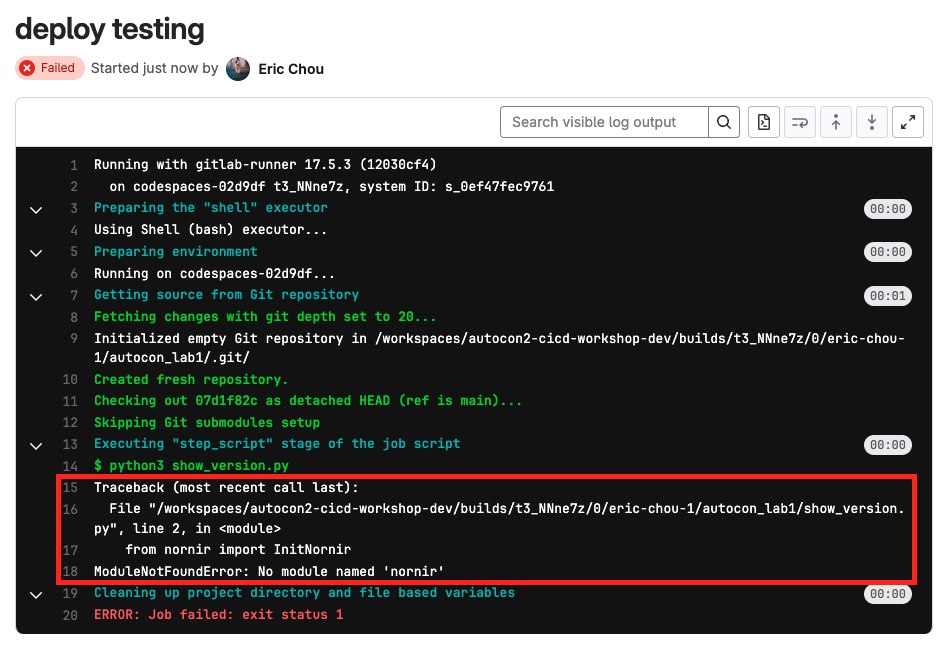 deploy testing
Failed Started just now by Eric Chou
Search visible log output
1 Running with gitlab-runner 17.5.3 (12030cf4)
2 on codespaces-02d9df t3_NNne7z, system ID: s_0ef47fec9761
3 Preparing the "shell" executor 00:00
4 Using Shell (bash) executor...
5 Preparing environment 00:00
6 Running on codespaces-02d9df...
7 Getting source from Git repository 00:01
8 Fetching changes with git depth set to 20...
9 Initialized empty Git repository in /workspaces/autocon2-cicd-workshop-dev/builds/t3_NNne7z/0/eric-chou-
1/autocon_lab1/.git/
10 Created fresh repository.
11 Checking out 07d1f82c as detached HEAD (ref is main)...
12 Skipping Git submodules setup
13 Executing "step_script" stage of the job script 00:00
14 $ python3 show_version.py
15 Traceback (most recent call last):
16 File "/workspaces/autocon2-cicd-workshop-dev/builds/t3_NNne7z/0/eric-chou-1/autocon_lab1/show_version.
py", line 2, in <module>
17 from nornir import InitNornir
18 ModuleNotFoundError: No module named 'nornir'
19 Cleaning up project directory and file based variables 00:00
20 ERROR: Job failed: exit status 1